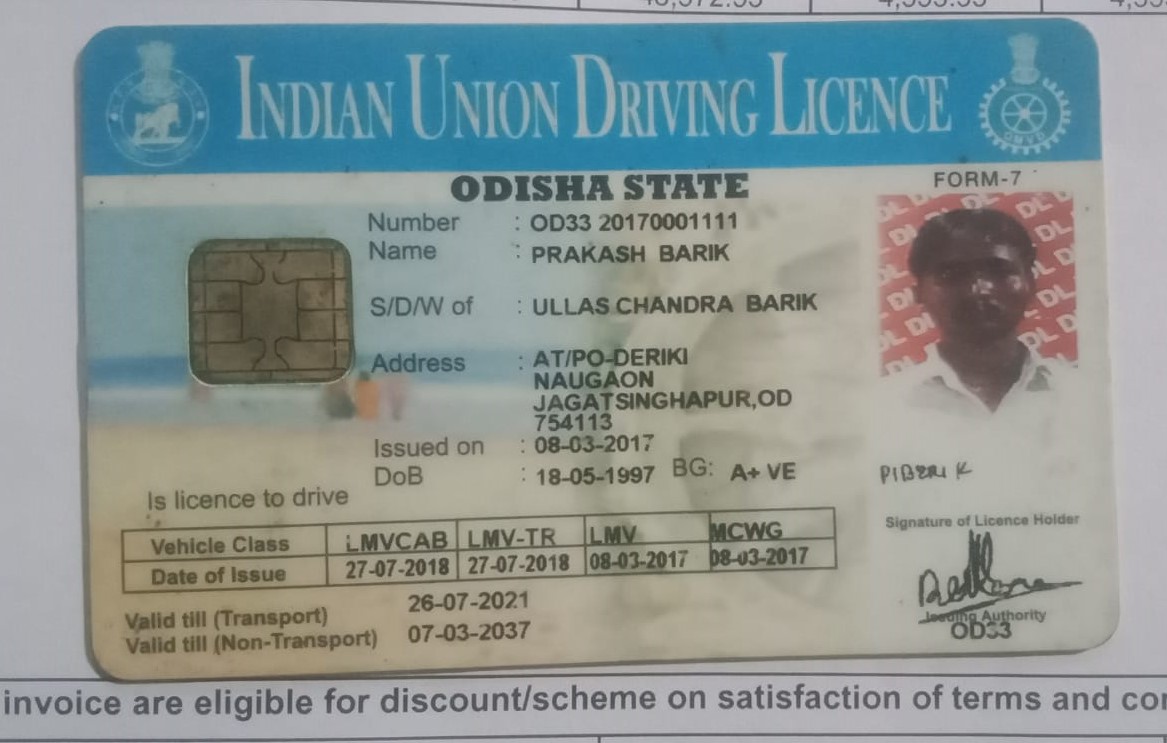 INDIAN UNION DRIVING LICENCE
ODISHA STATE
FORM-7
Number : OD33 20170001111
Name : PRAKASH BARIK
S/D/W of : ULLAS CHANDRA BARIK
Address : AT/PO-DERIKI
NAUGAON
JAGATSINGHAPUR,OD
754113
Issued on : 08-03-2017
DoB : 18-05-1997 BG: A+ VE
Is licence to drive
Vehicle Class LMVCAB LMV-TR LMV MCWG
Date of Issue 27-07-2018 27-07-2018 08-03-2017 08-03-2017
Valid till (Transport) 26-07-2021
Valid till (Non-Transport) 07-03-2037
Signature of Licence Holder
Issuing Authority
OD33
invoice are eligible for discount/scheme on satisfaction of terms and